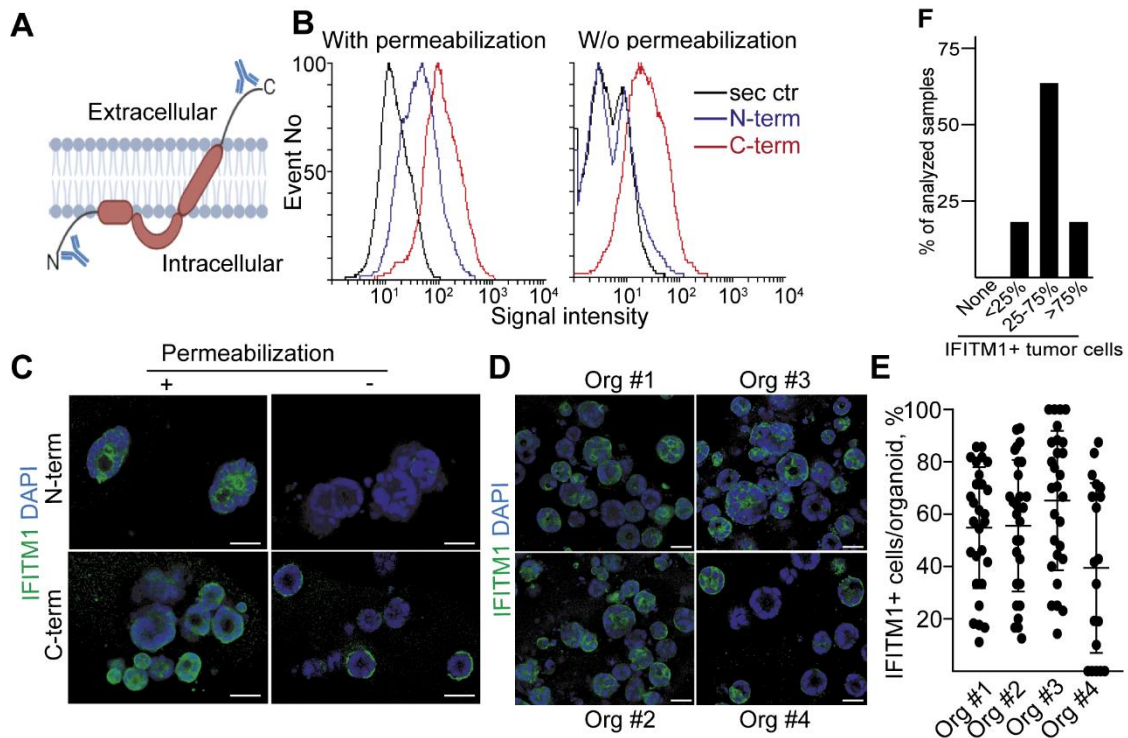 A
Extracellular
C
N
Intracellular
B
With permeabilization
W/o permeabilization
Event No
100
50
sec ctr
N-term
C-term
10¹ 10² 10³ 10⁴
10¹ 10² 10³ 10⁴
Signal intensity
F
% of analyzed samples
75
50
25
None
<25%
25-75%
>75%
IFITM1+ tumor cells
C
Permeabilization
+ -
IFITM1 DAPI
N-term
C-term
D
Org #1 Org #3
IFITM1 DAPI
Org #2 Org #4
E
IFITM1+ cells/organoid, %
100
80
60
40
20
Org #1
Org #2
Org #3
Org #4